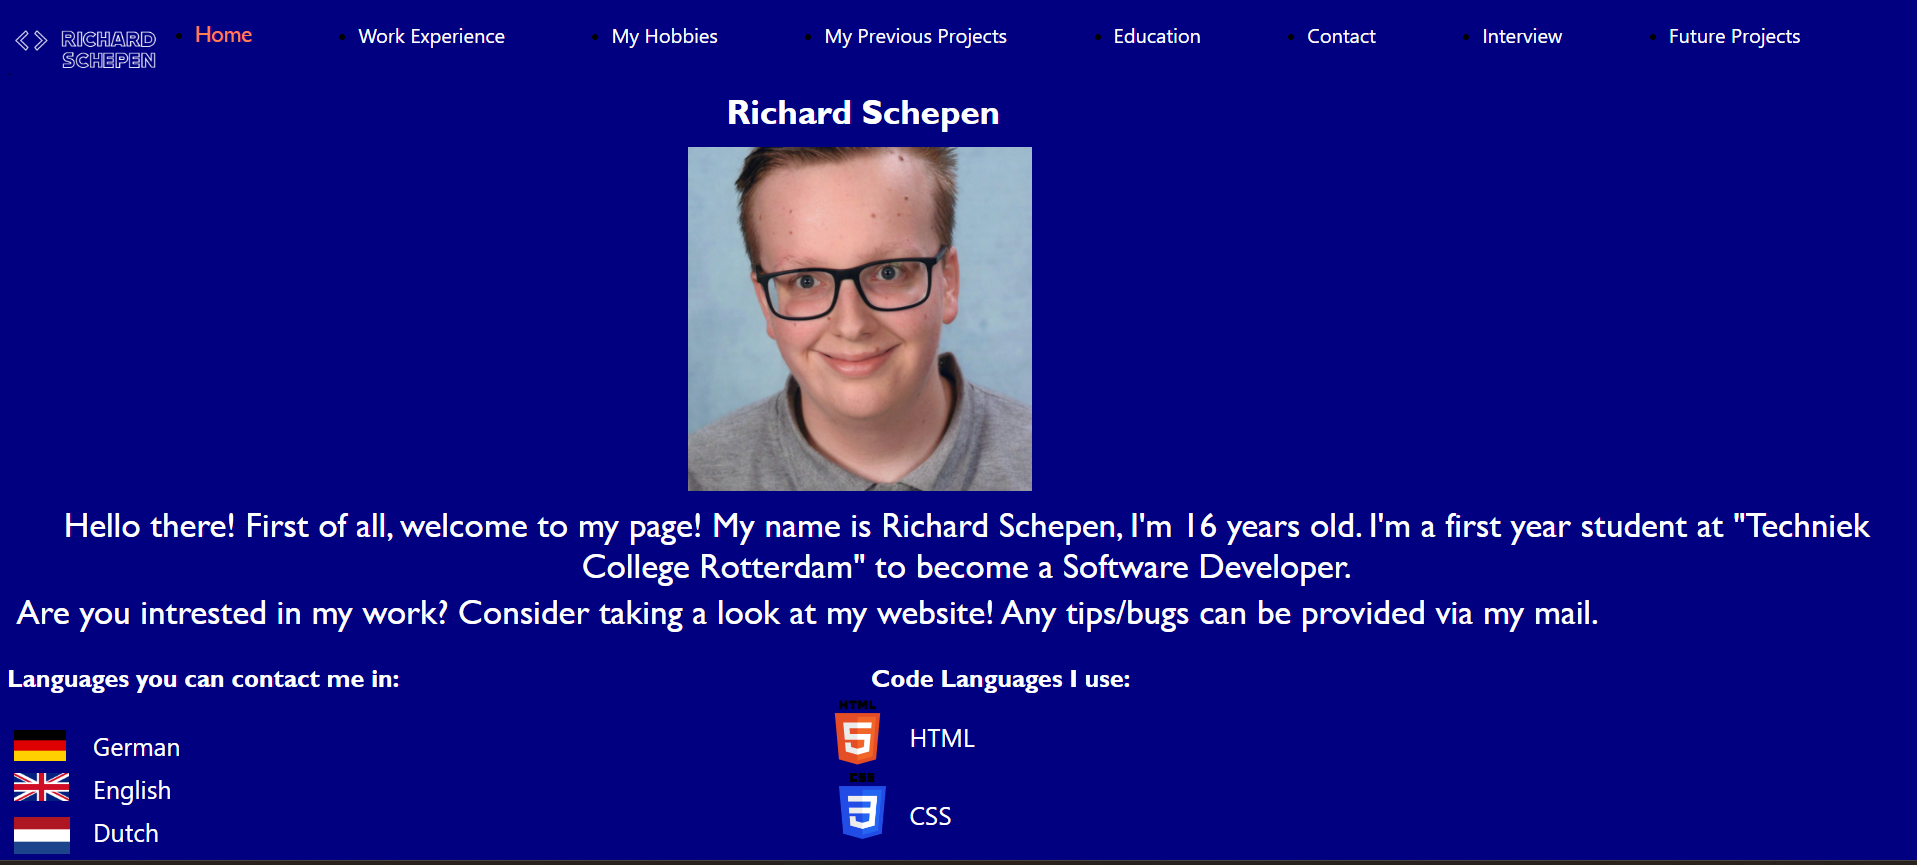 RICHARD
SCHEPEN
Home Work Experience My Hobbies My Previous Projects Education Contact Interview Future Projects
Richard Schepen
Hello there! First of all, welcome to my page! My name is Richard Schepen, I'm 16 years old. I'm a first year student at "Techniek
College Rotterdam" to become a Software Developer.
Are you intrested in my work? Consider taking a look at my website! Any tips/bugs can be provided via my mail.
Languages you can contact me in:
German
English
Dutch
Code Languages I use:
HTML
5
HTML
CSS
3
CSS